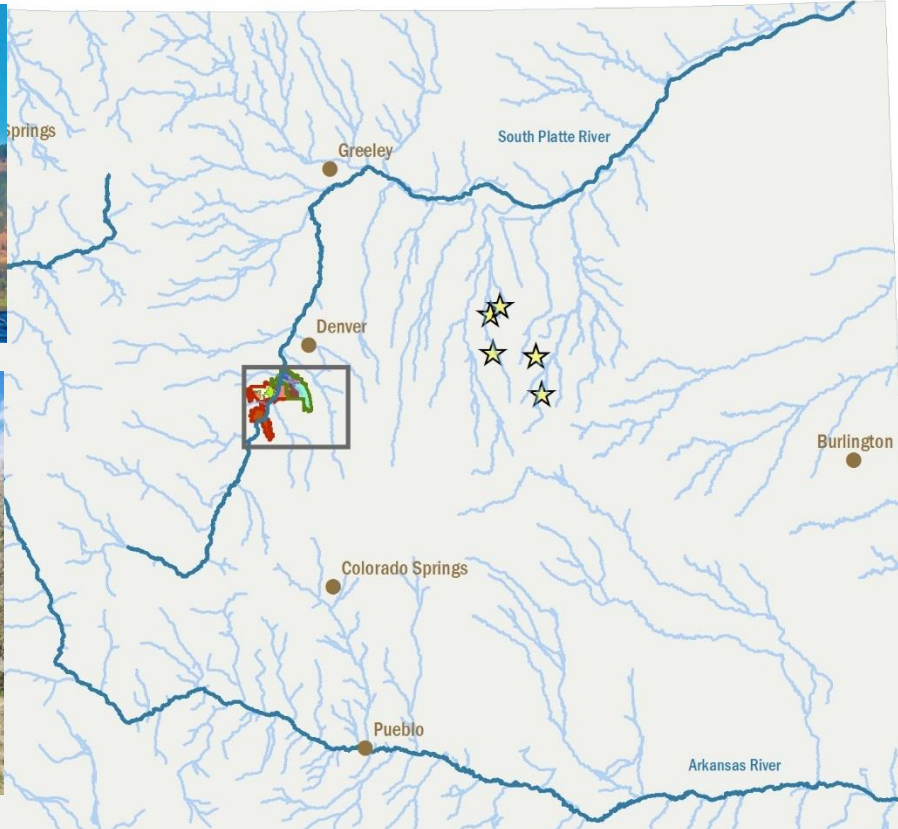 Springs
South Platte River
Greeley
Denver
Burlington
Colorado Springs
Pueblo
Arkansas River